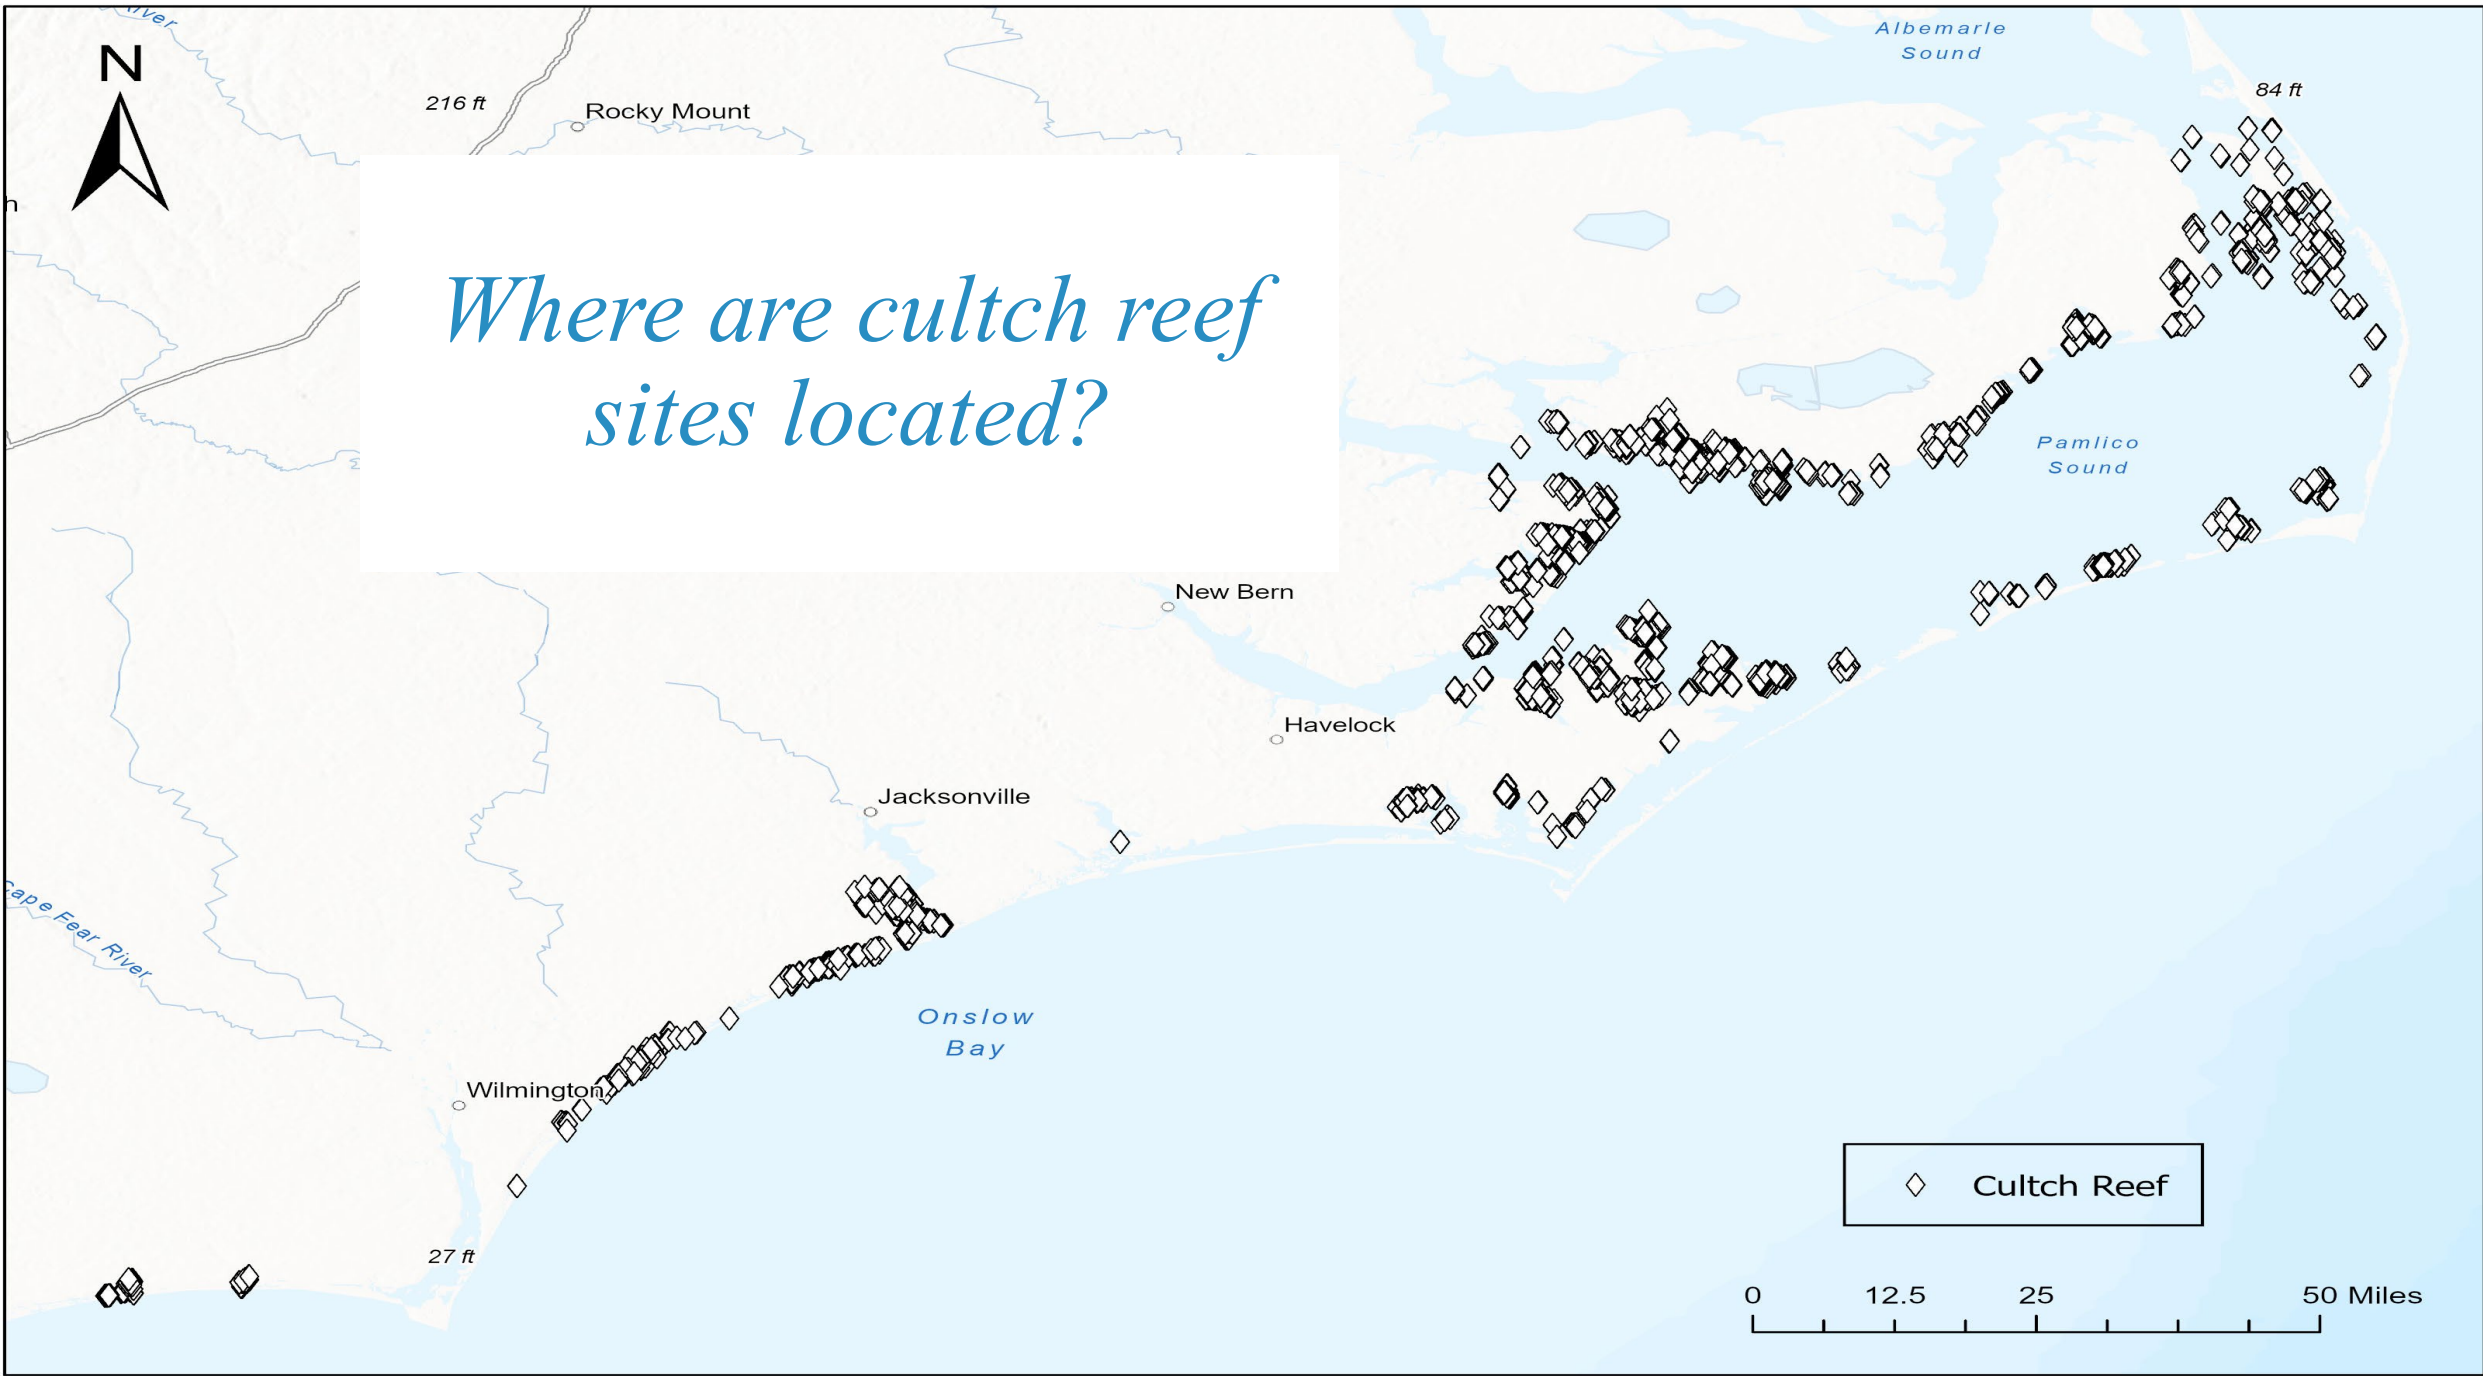 River
Albemarle
Sound
N
84 ft
216 ft
Rocky Mount
n
Where are cultch reef
sites located?
Pamlico
Sound
New Bern
Havelock
Jacksonville
Cape Fear River
Onslow
Bay
Wilmington
Cultch Reef
27 ft
0 12.5 25 50 Miles